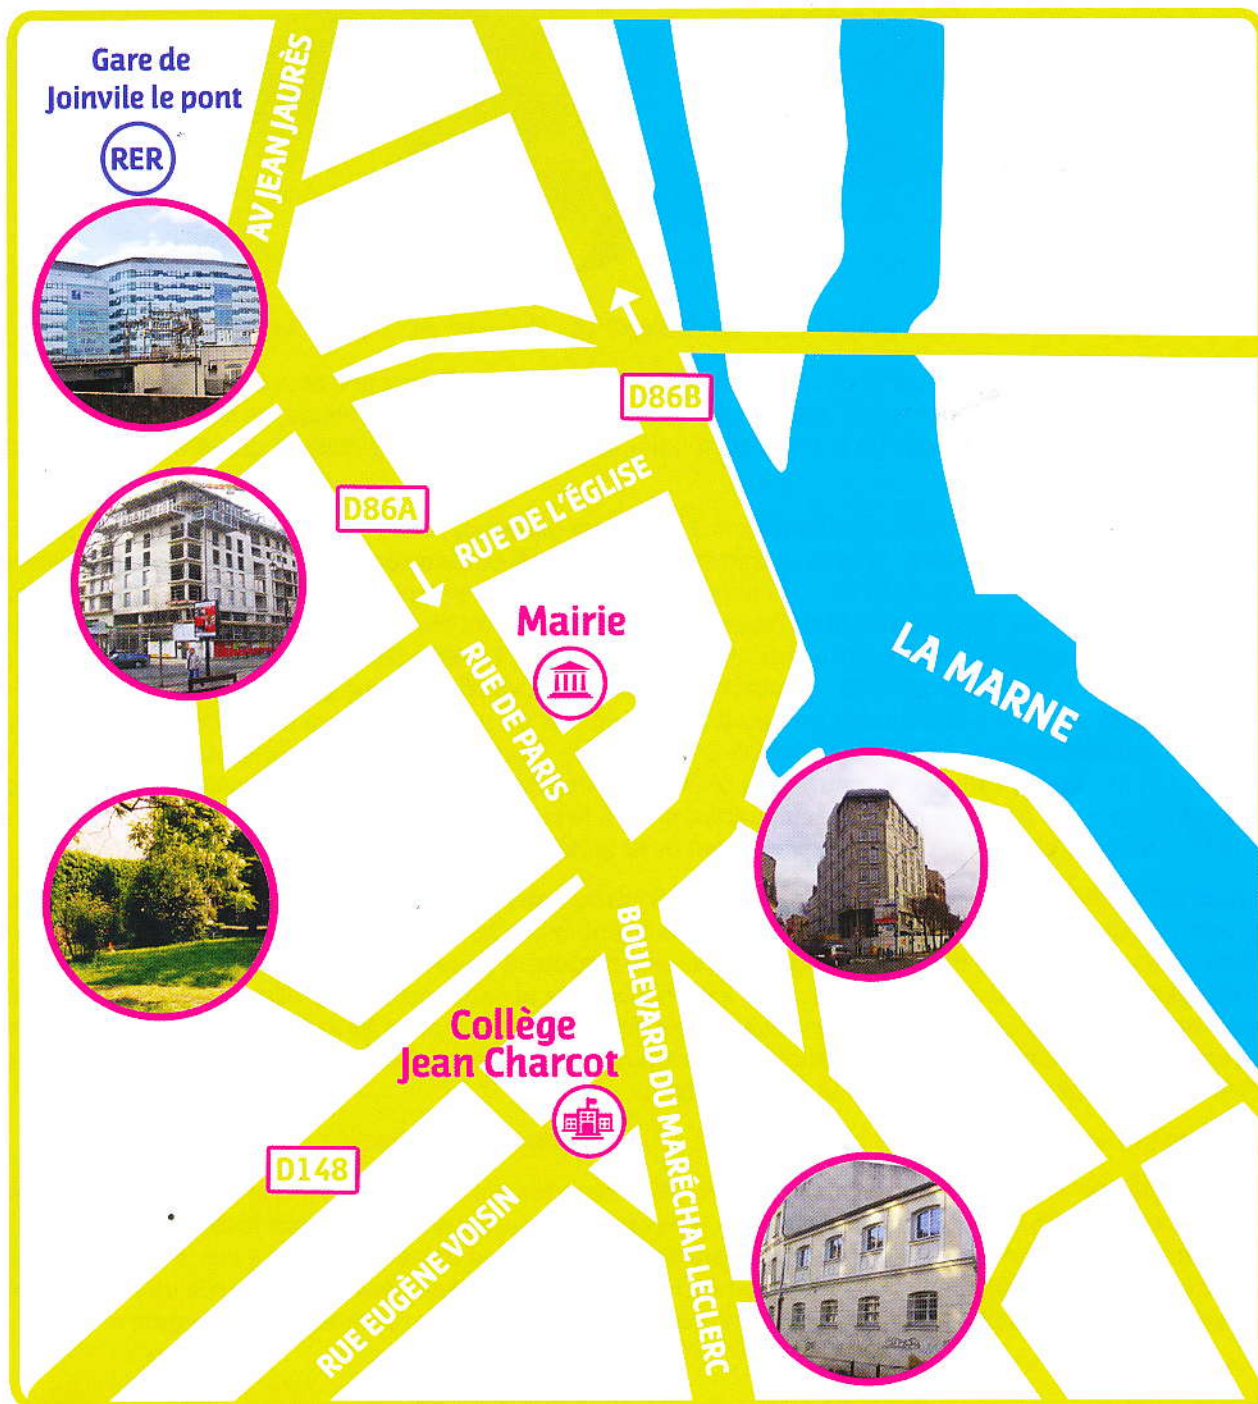 Gare de
Joinvile le pont
RER
AV JEAN JAURÈS
D86B
D86A
RUE DE L'ÉGLISE
Mairie
RUE DE PARIS
LA MARNE
BOULEVARD DU MARÉCHAL LECLERC
Collège
Jean Charcot
D148
RUE EUGÈNE VOISIN